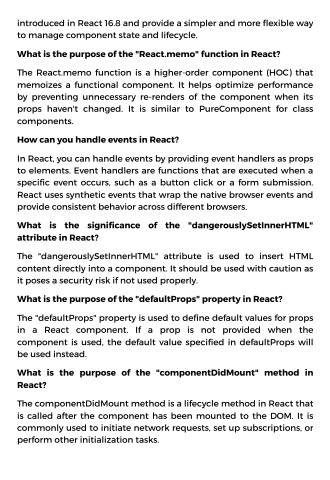 introduced in React 16.8 and provide a simpler and more flexible way
to manage component state and lifecycle.
What is the purpose of the "React.memo" function in React?
The React.memo function is a higher-order component (HOC) that
memoizes a functional component. It helps optimize performance
by preventing unnecessary re-renders of the component when its
props haven't changed. It is similar to PureComponent for class
components.
How can you handle events in React?
In React, you can handle events by providing event handlers as props
to elements. Event handlers are functions that are executed when a
specific event occurs, such as a button click or a form submission.
React uses synthetic events that wrap the native browser events and
provide consistent behavior across different browsers.
What is the significance of the "dangerouslySetInnerHTML"
attribute in React?
The "dangerouslySetInnerHTML" attribute is used to insert HTML
content directly into a component. It should be used with caution as
it poses a security risk if not used properly.
What is the purpose of the "defaultProps" property in React?
The "defaultProps" property is used to define default values for props
in a React component. If a prop is not provided when the
component is used, the default value specified in defaultProps will
be used instead.
What is the purpose of the "componentDidMount" method in
React?
The componentDidMount method is a lifecycle method in React that
is called after the component has been mounted to the DOM. It is
commonly used to initiate network requests, set up subscriptions, or
perform other initialization tasks.